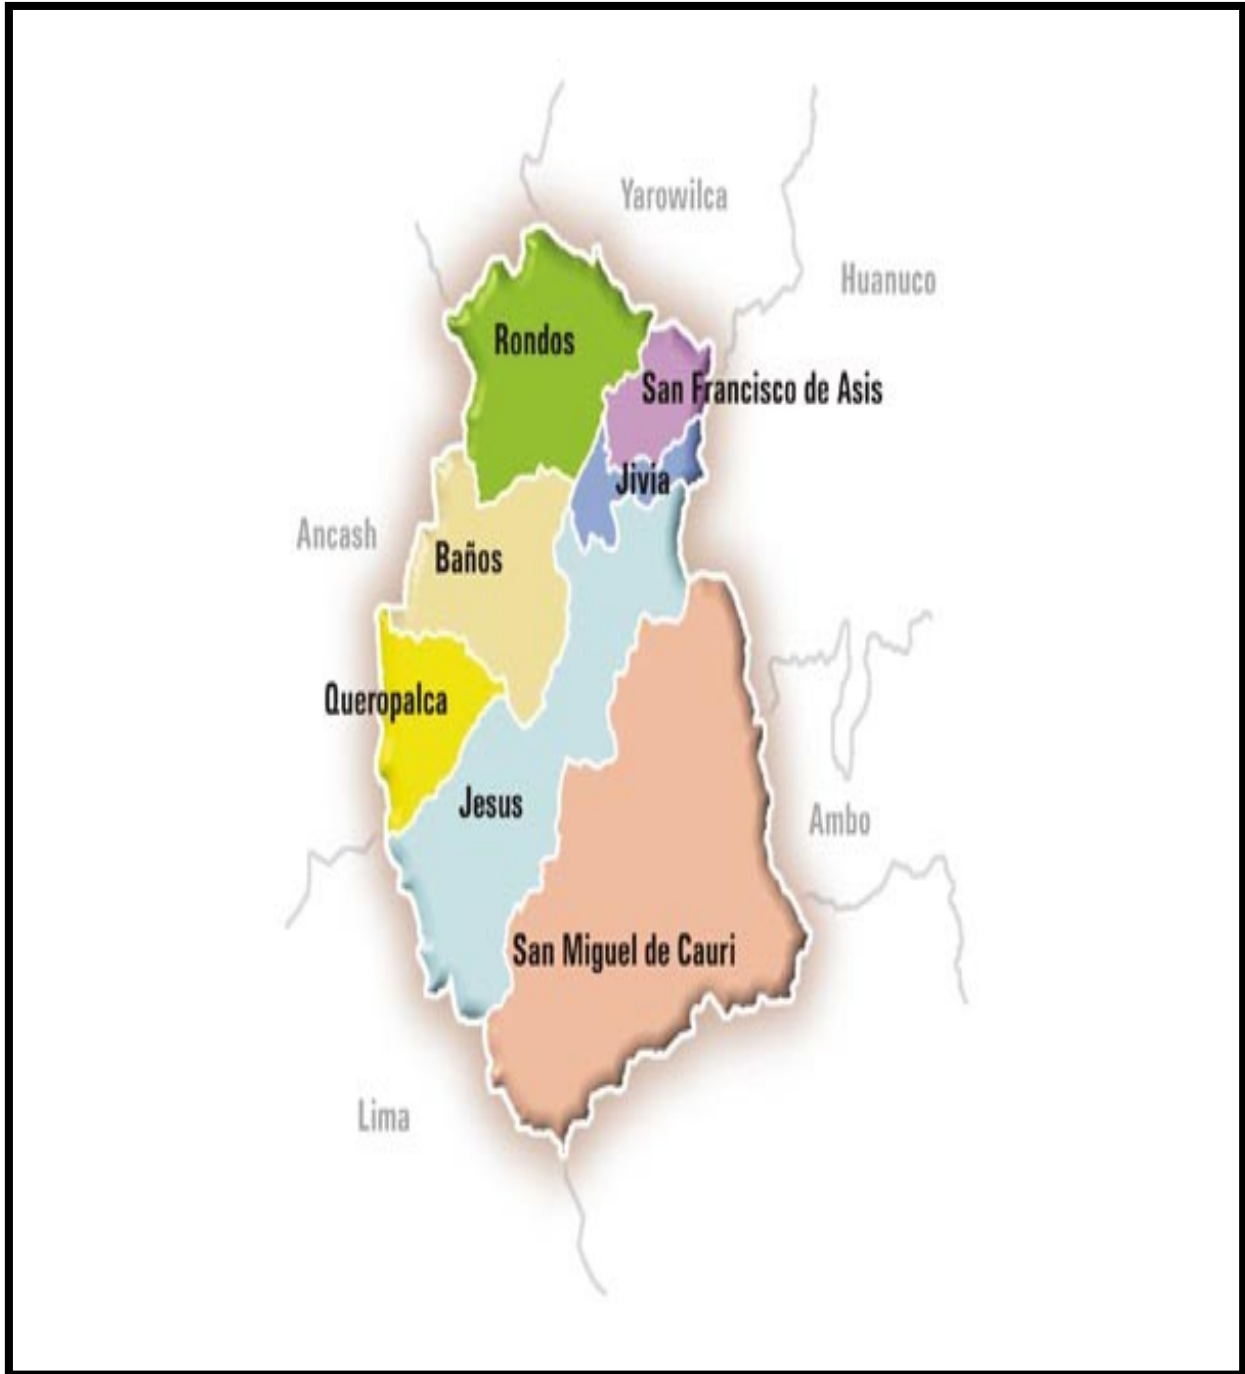 Yarowilca
Huanuco
Rondos
San Francisco de Asis
Jivia
Ancash
Baños
Queropalca
Jesus
Ambo
San Miguel de Cauri
Lima